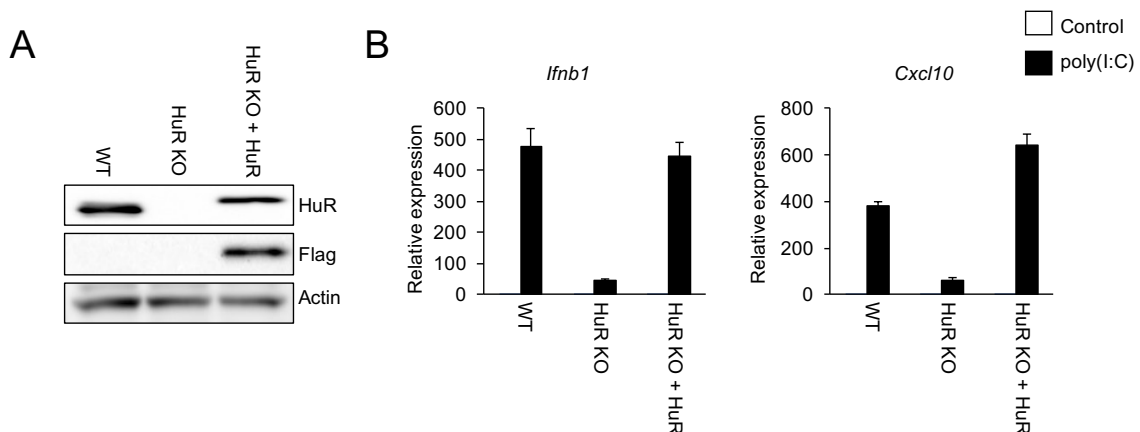 A
WT
HuR KO
HuR KO + HuR
HuR
Flag
Actin
B
Control
poly(I:C)
Ifnb1
Relative expression
600
500
400
300
200
100
0
WT
HuR KO
HuR KO + HuR
Cxcl10
Relative expression
800
600
400
200
0
WT
HuR KO
HuR KO + HuR